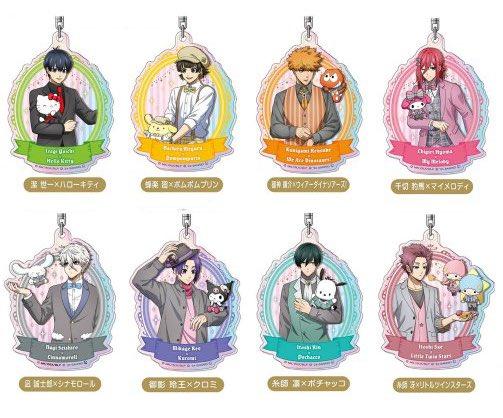 Isagi Yoichi
Hello Kitty
Bachira Meguru
Pompompurin
Kunigami Rensuke
We Are Dinosaurs!
Chigiri Hyoma
My Melody
潔 世一×ハローキティ
蜂楽 廻×ポムポムプリン
國神 錬介×ウィアーダイナソアーズ!
千切 豹馬×マイメロディ
Nagi Seishiro
Cinnamoroll
Mikage Reo
×
Kuromi
Itoshi Rin
Pochacco
Itoshi Sae
Little Twin Stars
凪 誠士郎×シナモロール
御影 玲王×クロミ
糸師 凛×ポチャッコ
糸師 冴×リトルツインスターズ